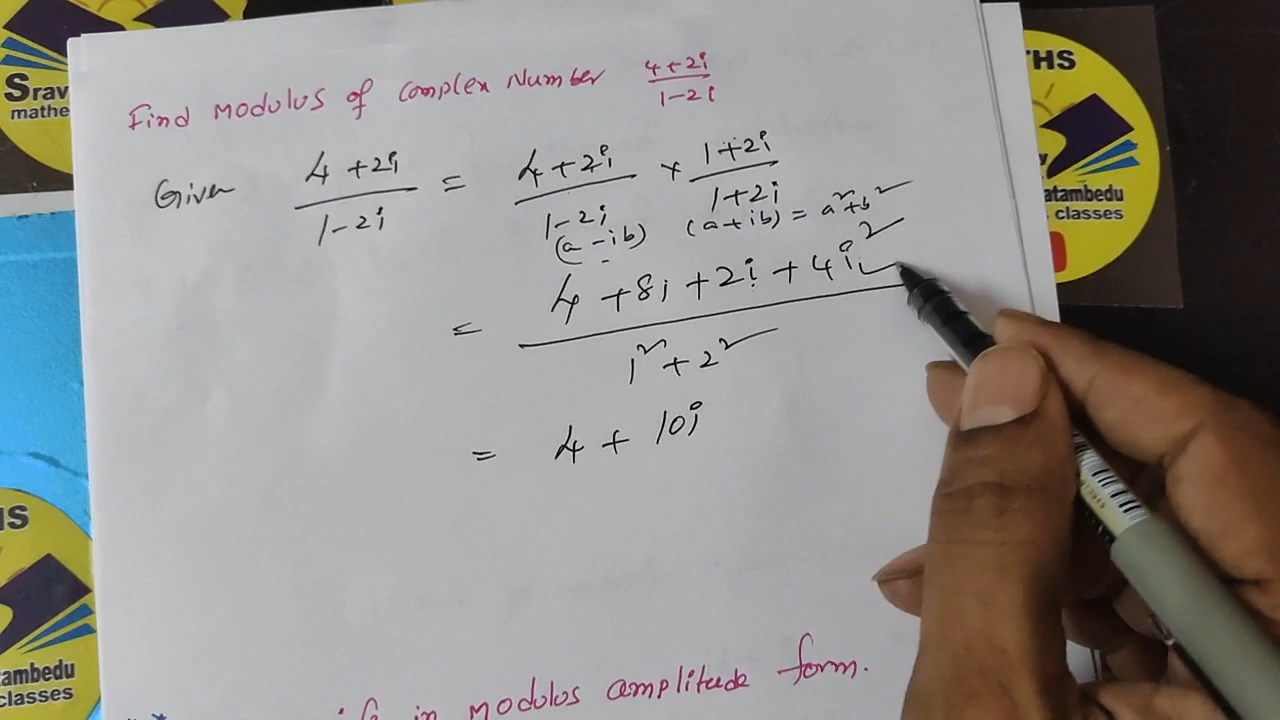 Find Modulus of complex Number 4+2i / 1-2i
Given 4+2i / 1-2i = 4+2i / 1-2i × 1+2i / 1+2i
(a-ib) (a+ib) = a²+b²
= 4+8i+2i+4i² / 1²+2²
= 4 + 10i
in modulos amplitude form.
Srav
mathe
THS
atambedu
classes
HS
tambedu
classes